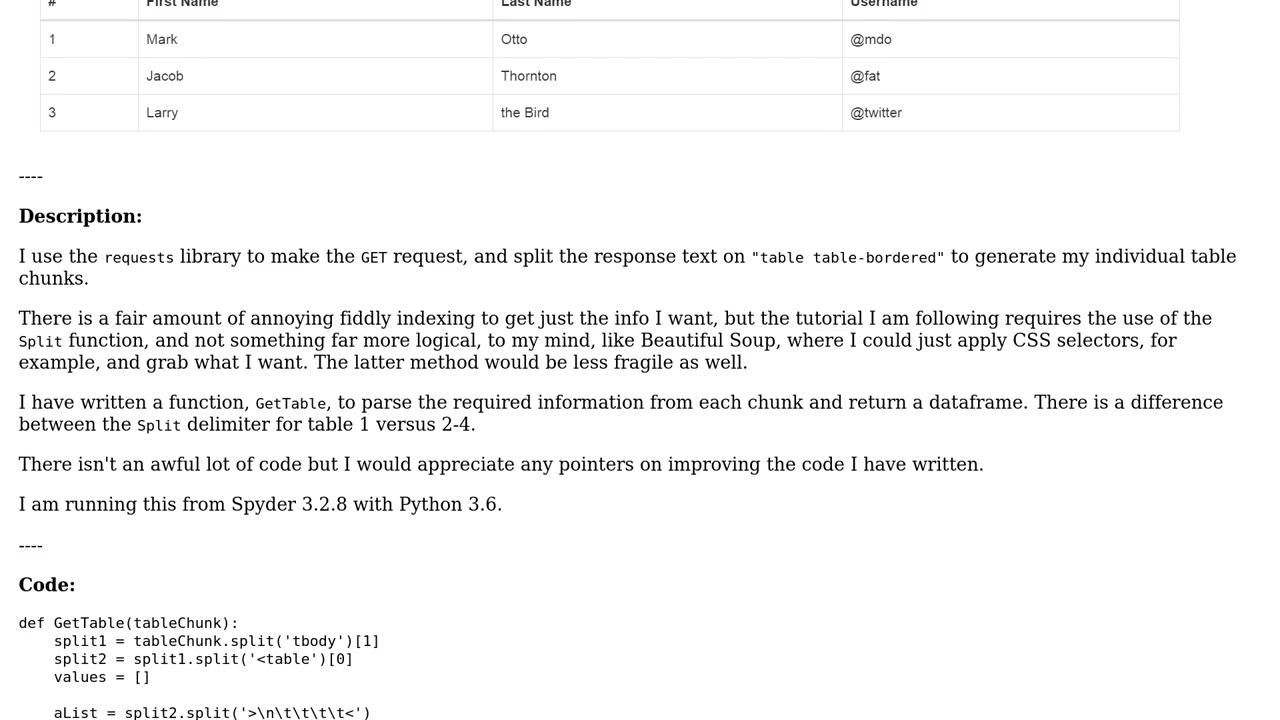 # First Name Last Name Username
1 Mark Otto @mdo
2 Jacob Thornton @fat
3 Larry the Bird @twitter
----
Description:
I use the requests library to make the GET request, and split the response text on "table table-bordered" to generate my individual table
chunks.
There is a fair amount of annoying fiddly indexing to get just the info I want, but the tutorial I am following requires the use of the
Split function, and not something far more logical, to my mind, like Beautiful Soup, where I could just apply CSS selectors, for
example, and grab what I want. The latter method would be less fragile as well.
I have written a function, GetTable, to parse the required information from each chunk and return a dataframe. There is a difference
between the Split delimiter for table 1 versus 2-4.
There isn't an awful lot of code but I would appreciate any pointers on improving the code I have written.
I am running this from Spyder 3.2.8 with Python 3.6.
----
Code:
def GetTable(tableChunk):
    split1 = tableChunk.split('tbody')[1]
    split2 = split1.split('<table')[0]
    values = []
    aList = split2.split('>\n\t\t\t\t<')